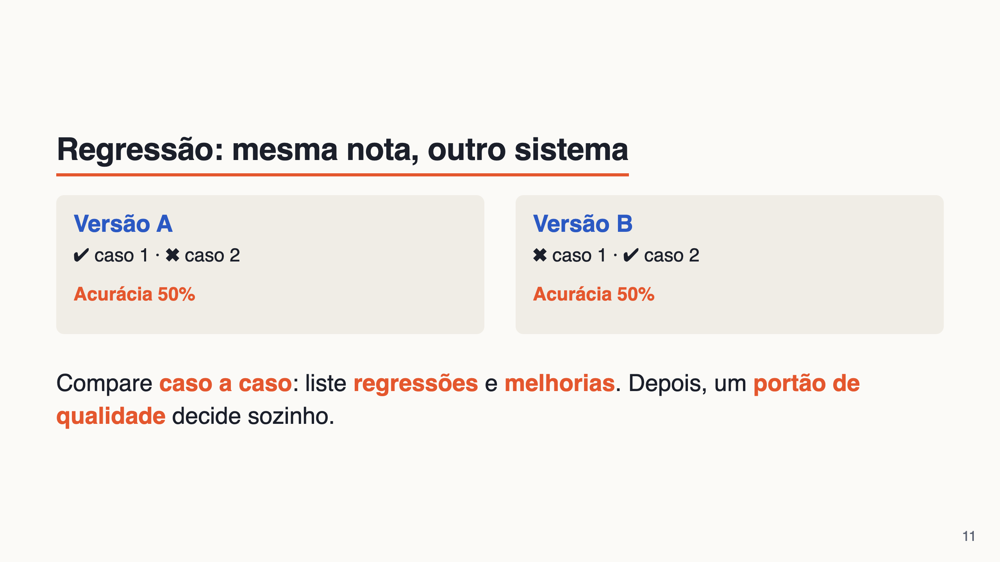 Regressão: mesma nota, outro sistema
Versão A
✔ caso 1 · ✖ caso 2
Acurácia 50%
Versão B
✖ caso 1 · ✔ caso 2
Acurácia 50%
Compare caso a caso: liste regressões e melhorias. Depois, um portão de
qualidade decide sozinho.
11